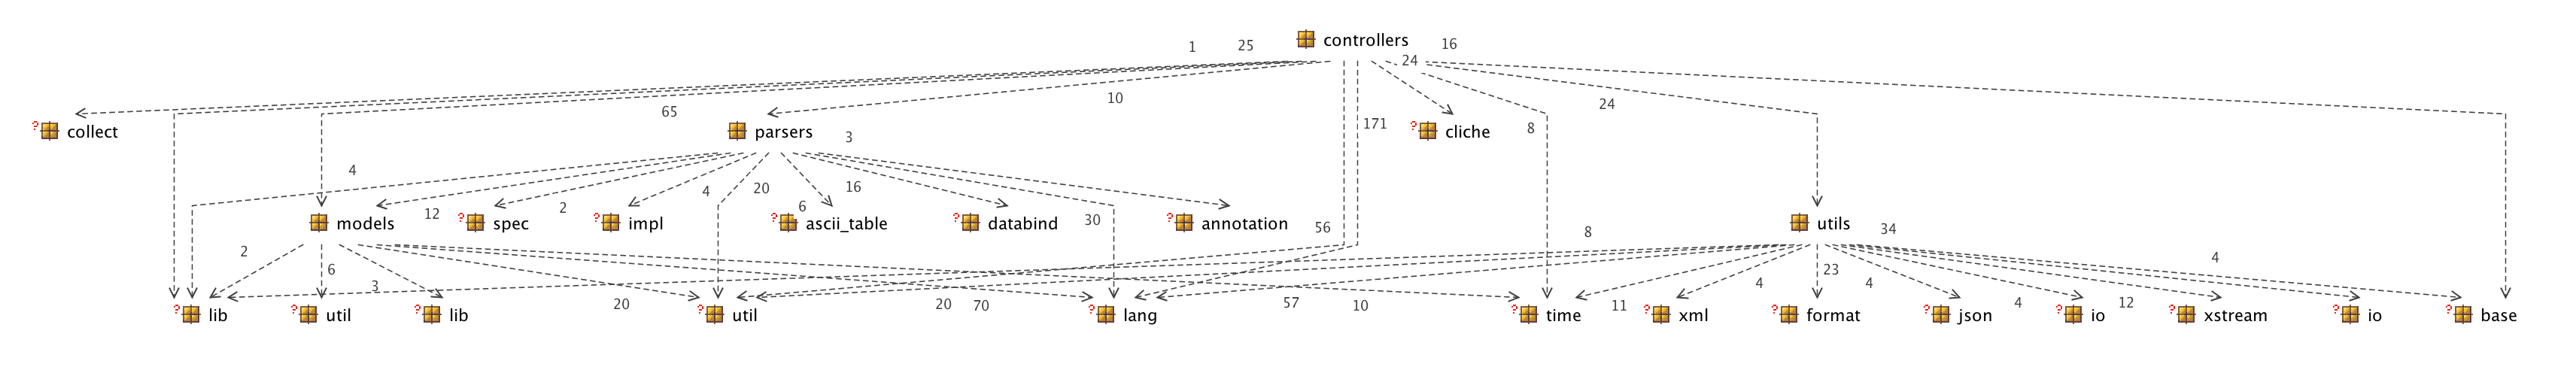 controllers
1
25
16
24
65
10
24
collect
parsers
cliche
171
8
3
4
4
20
16
models
12
spec
2
impl
6
ascii_table
databind
30
annotation
56
8
utils
34
2
6
3
23
4
4
4
lib
util
lib
20
util
20
70
lang
57
10
time
11
xml
format
json
4
io
12
xstream
io
base
? ? ? ? ? ? ? ? ? ? ? ? ? ? ? ? ? ? ?